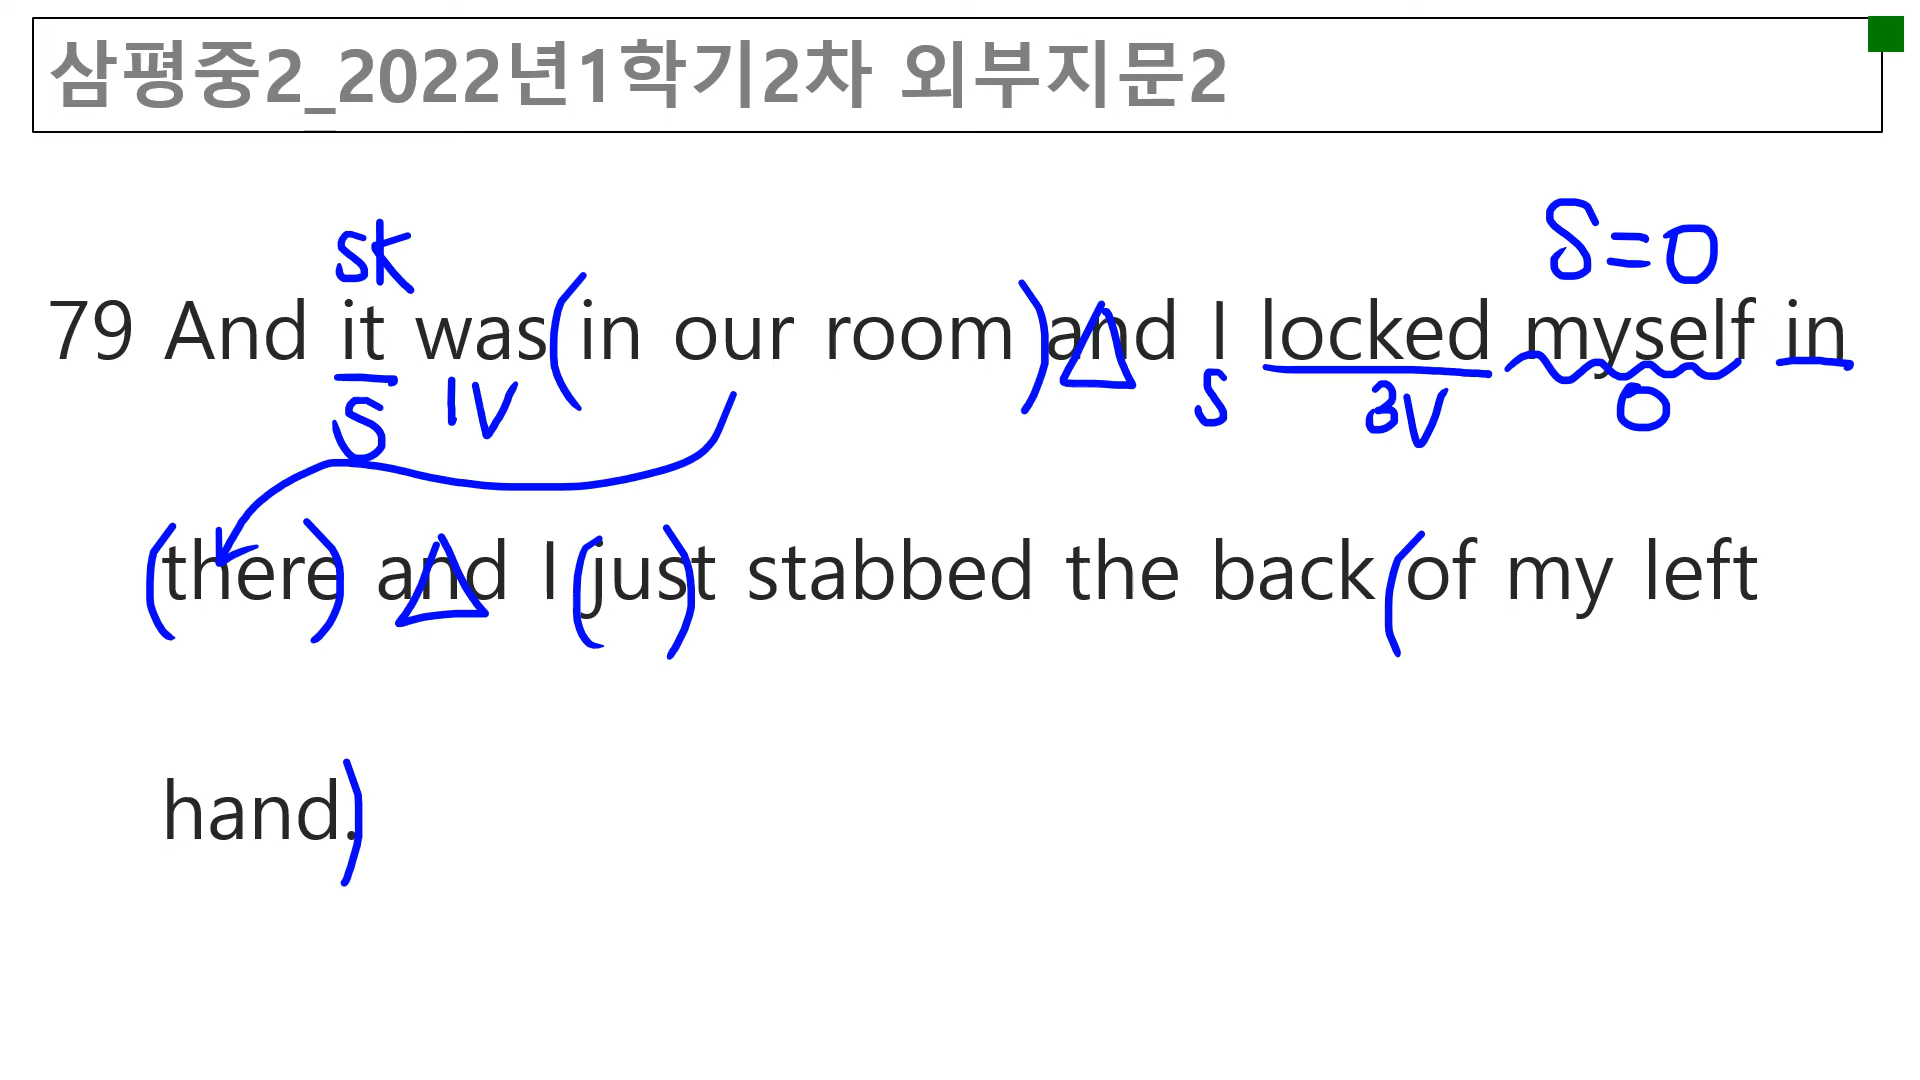 삼평중2_2022년1학기2차 외부지문2
sk
S=O
79 And it was in our room and I locked myself in
S 1V S 3V O
there and I just stabbed the back of my left
hand.